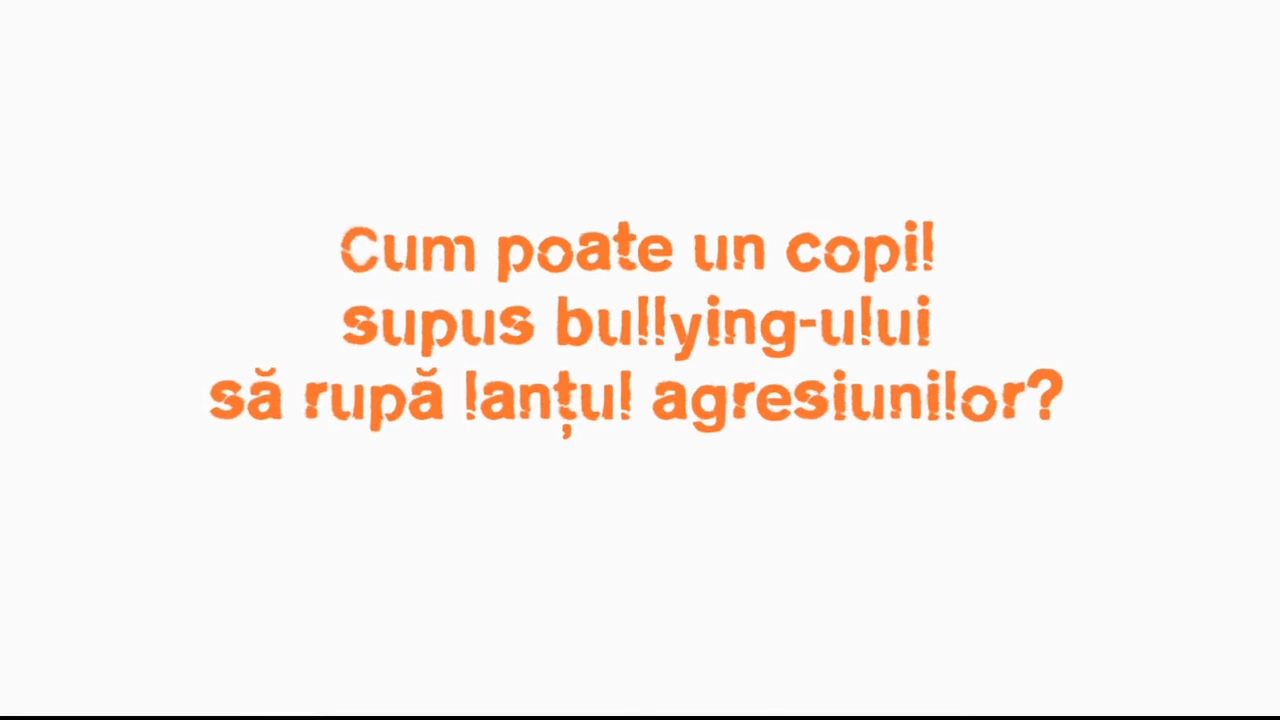 Cum poate un copil
supus bullying-ului
să rupă lanțul agresiunilor?